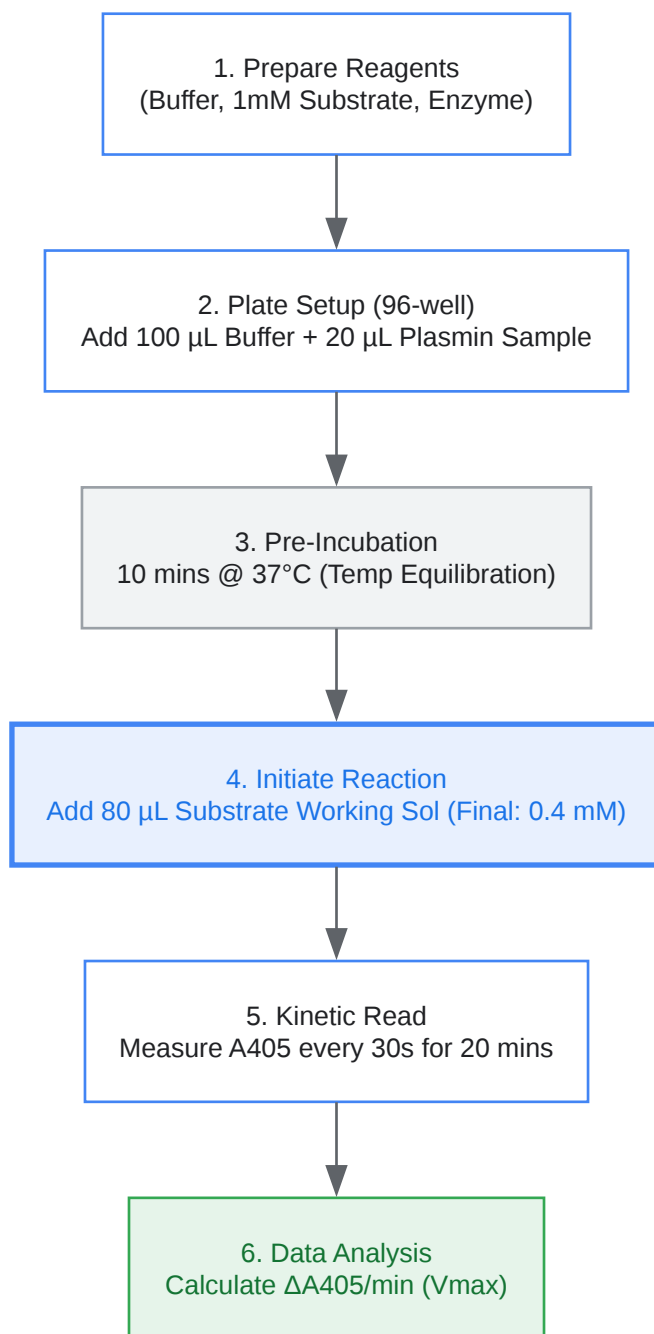 1. Prepare Reagents
(Buffer, 1mM Substrate, Enzyme)
2. Plate Setup (96-well)
Add 100 µL Buffer + 20 µL Plasmin Sample
3. Pre-Incubation
10 mins @ 37°C (Temp Equilibration)
4. Initiate Reaction
Add 80 µL Substrate Working Sol (Final: 0.4 mM)
5. Kinetic Read
Measure A405 every 30s for 20 mins
6. Data Analysis
Calculate ΔA405/min (Vmax)